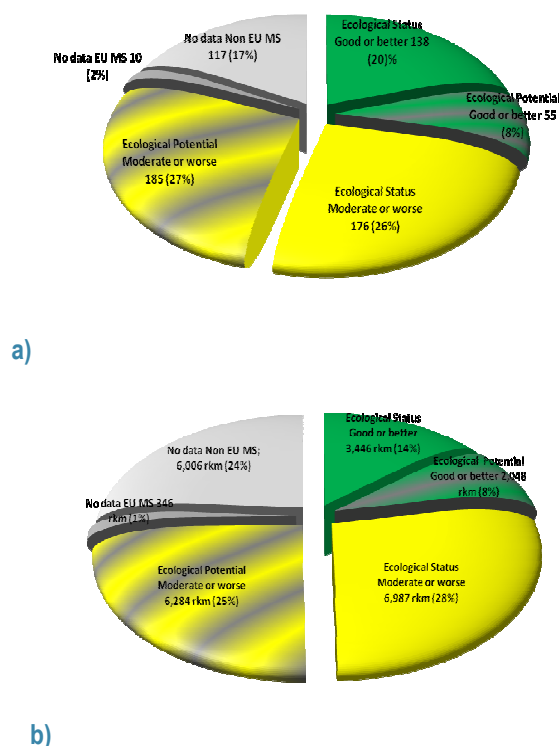 No data Non EU MS
117 (17%)
Ecological Status
Good or better 138
(20)%
No data EU MS 10
(2%)
Ecological Potential
Good or better 55
(8%)
Ecological Potential
Moderate or worse
185 (27%)
Ecological Status
Moderate or worse
176 (26%)
a)
No data Non EU MS;
6,006 rkm (24%)
Ecological Status
Good or better
3,446 rkm (14%)
Ecological Potential
Good or better 2,048
rkm (8%)
No data EU MS 346
rkm (1%)
Ecological Potential
Moderate or worse
6,284 rkm (25%)
Ecological Status
Moderate or worse
6,987 rkm (28%)
b)